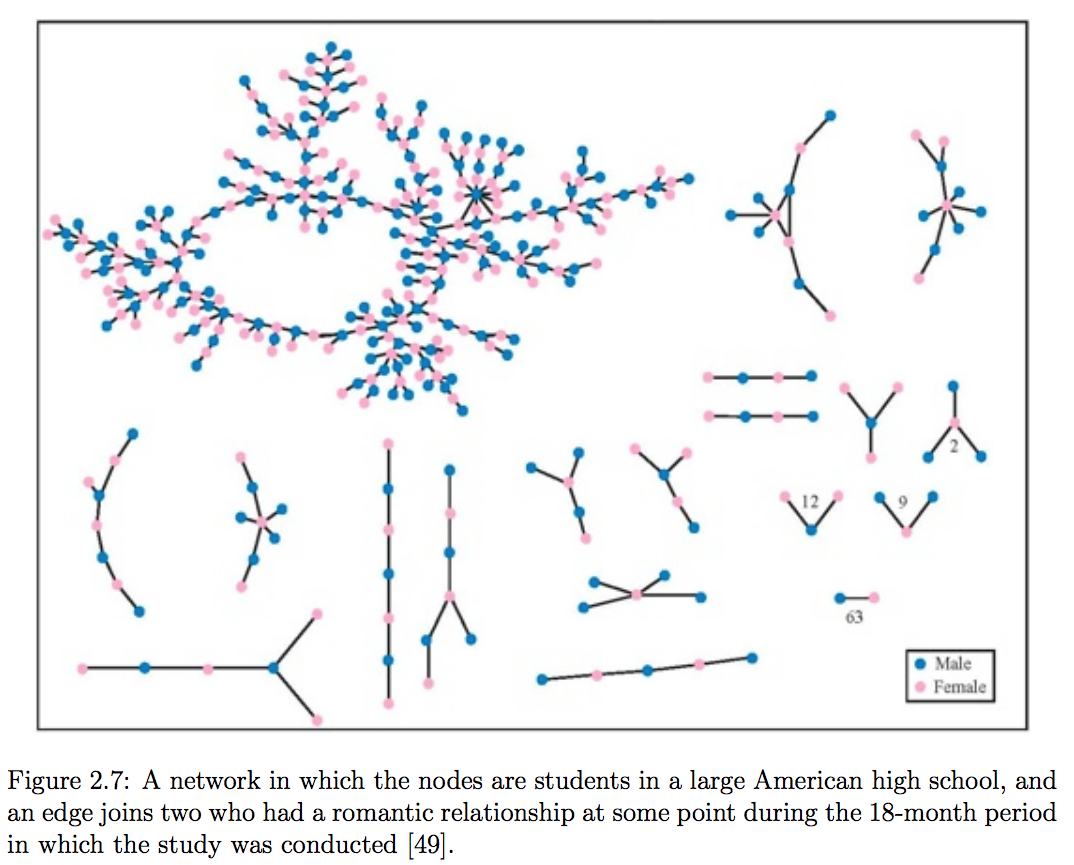 2
12
9
63
Male
Female
Figure 2.7: A network in which the nodes are students in a large American high school, and
an edge joins two who had a romantic relationship at some point during the 18-month period
in which the study was conducted [49].